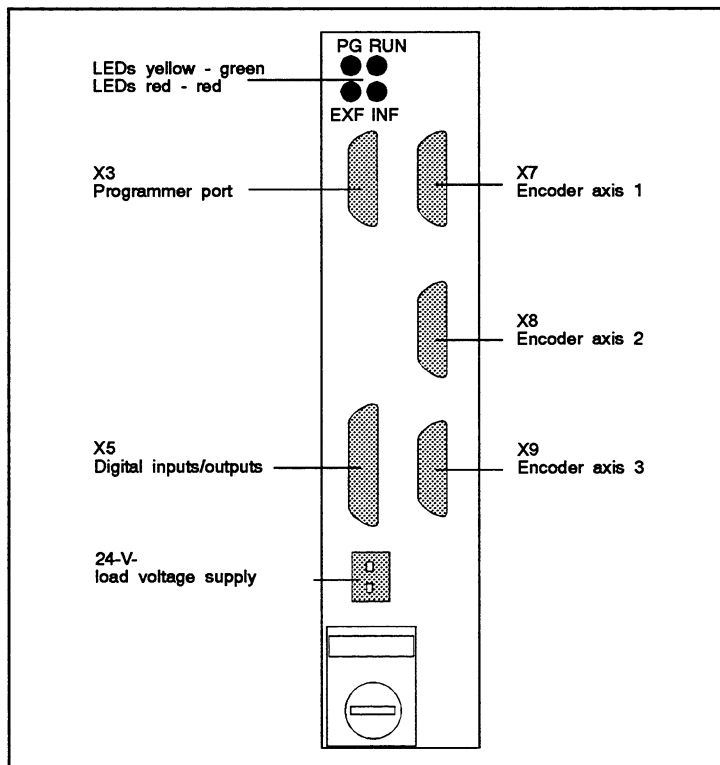 PG RUN
LEDs yellow - green
LEDs red - red
EXF INF
X3
Programmer port
X7
Encoder axis 1
X8
Encoder axis 2
X5
Digital inputs/outputs
X9
Encoder axis 3
24-V-
load voltage supply